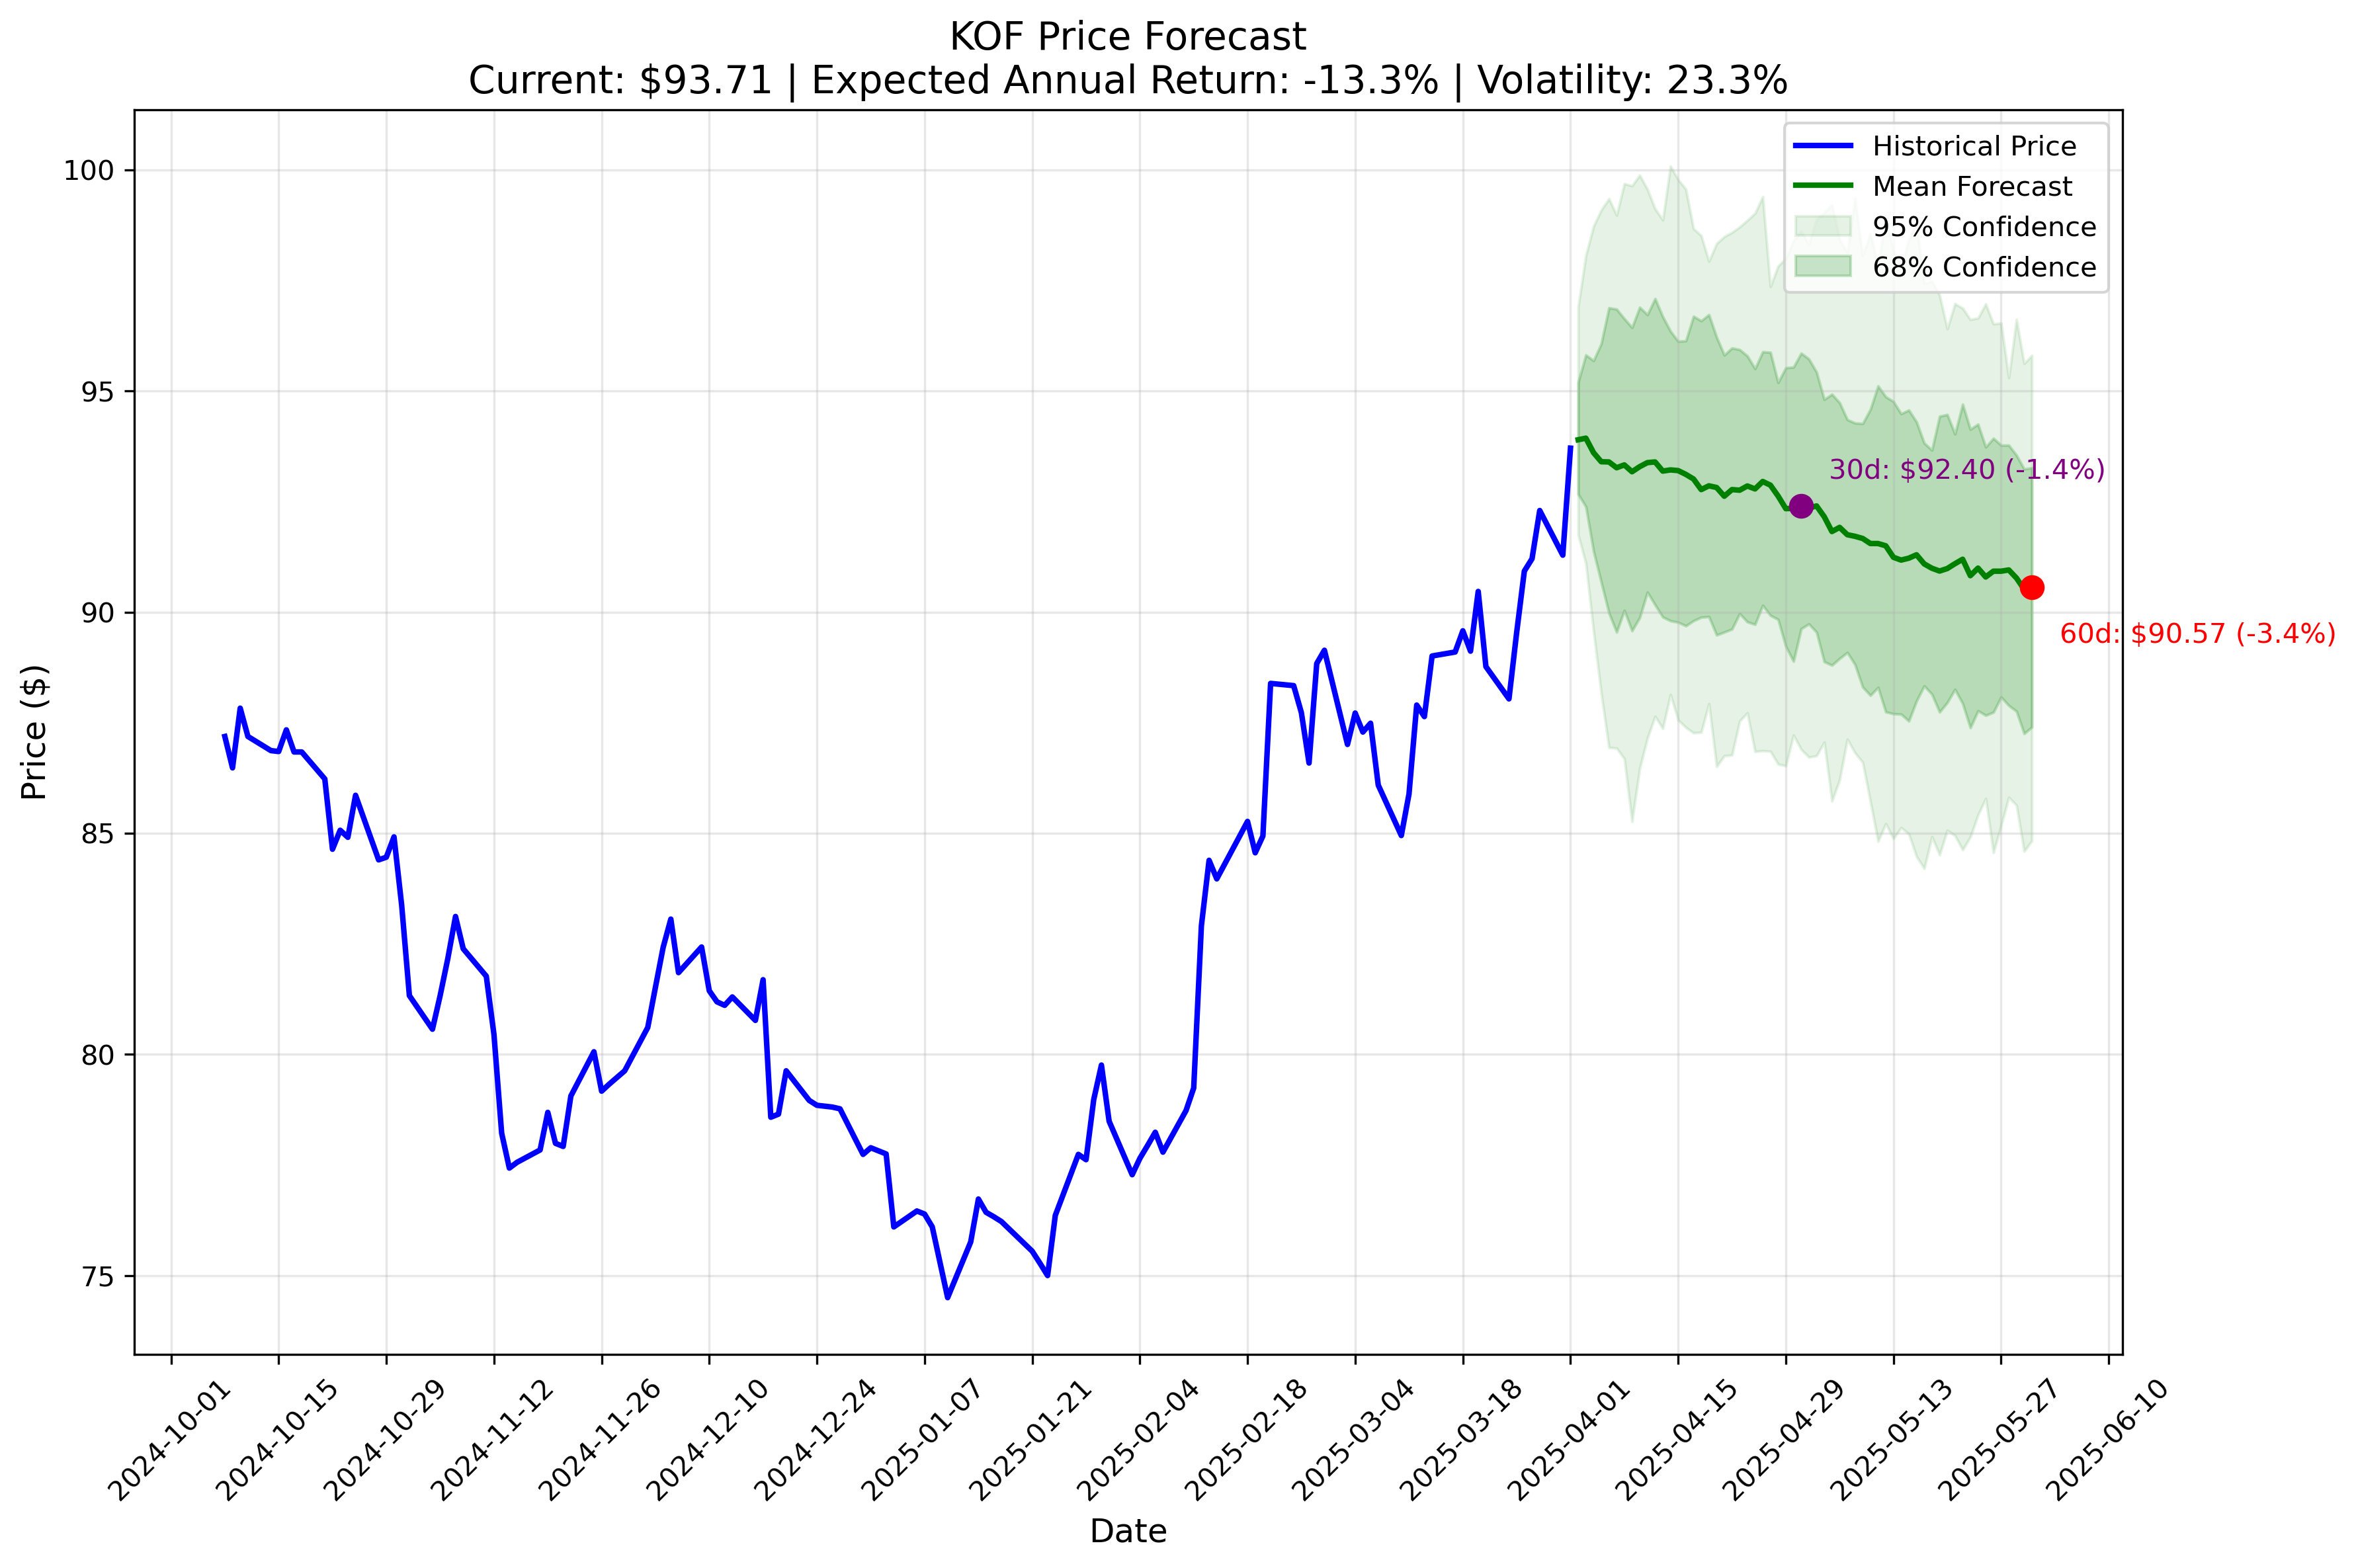 KOF Price Forecast
Current: $93.71 | Expected Annual Return: -13.3% | Volatility: 23.3%
Historical Price
Mean Forecast
95% Confidence
68% Confidence
100
95
90
85
80
75
Price ($)
30d: $92.40 (-1.4%)
60d: $90.57 (-3.4%)
2024-10-01
2024-10-15
2024-10-29
2024-11-12
2024-11-26
2024-12-10
2024-12-24
2025-01-07
2025-01-21
2025-02-04
2025-02-18
2025-03-04
2025-03-18
2025-04-01
2025-04-15
2025-04-29
2025-05-13
2025-05-27
2025-06-10
Date